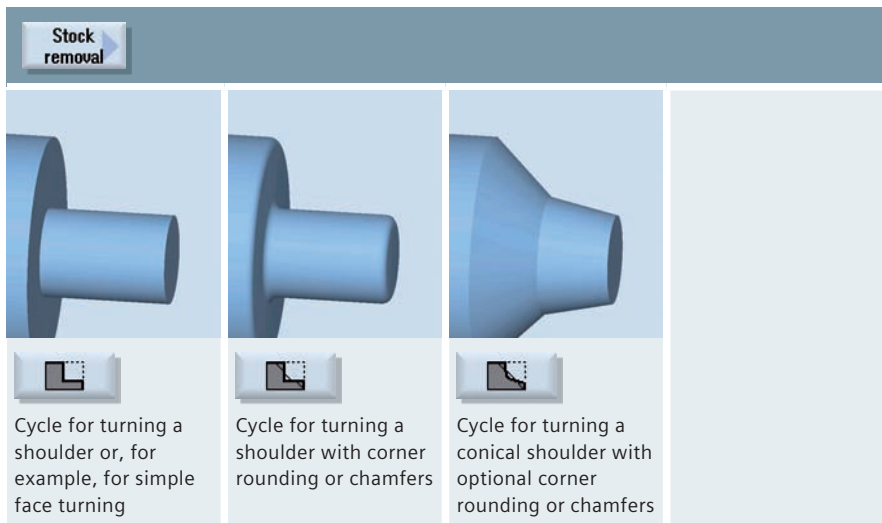 Stock
removal
Cycle for turning a
shoulder or, for
example, for simple
face turning
Cycle for turning a
shoulder with corner
rounding or chamfers
Cycle for turning a
conical shoulder with
optional corner
rounding or chamfers